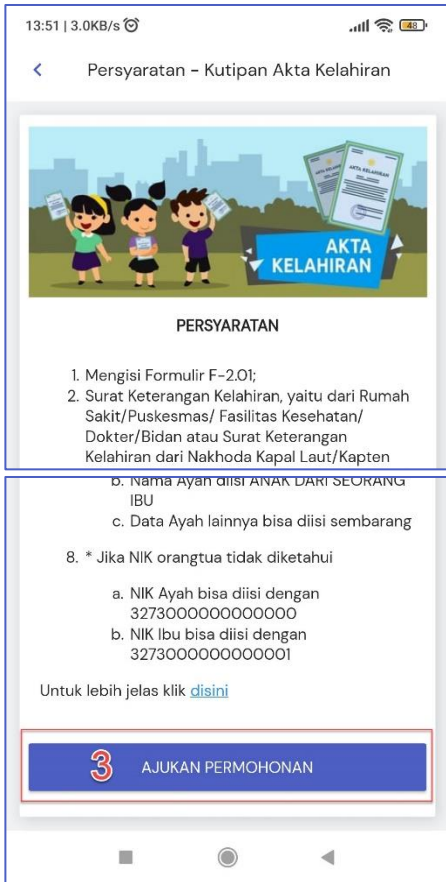 13:51 | 3.0KB/s
48
Persyaratan - Kutipan Akta Kelahiran
AKTA KELAHIRAN
AKTA KELAHIRAN
AKTA
KELAHIRAN
PERSYARATAN
1. Mengisi Formulir F-2.01;
2. Surat Keterangan Kelahiran, yaitu dari Rumah
Sakit/Puskesmas/ Fasilitas Kesehatan/
Dokter/Bidan atau Surat Keterangan
Kelahiran dari Nakhoda Kapal Laut/Kapten
b. Nama Ayah diisi ANAK DARI SEORANG
IBU
c. Data Ayah lainnya bisa diisi sembarang
8. * Jika NIK orangtua tidak diketahui
a. NIK Ayah bisa diisi dengan
3273000000000000
b. NIK Ibu bisa diisi dengan
3273000000000001
Untuk lebih jelas klik disini
3 AJUKAN PERMOHONAN